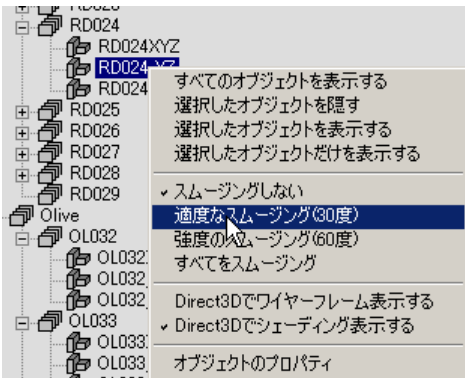 RD024
RD024XYZ
RD024
RD024
すべてのオブジェクトを表示する
選択したオブジェクトを隠す
選択したオブジェクトを表示する
選択したオブジェクトだけを表示する
スムージングしない
適度なスムージング(30度)
強度のスムージング(60度)
すべてをスムージング
Direct3Dでワイヤーフレーム表示する
Direct3Dでシェーディング表示する
オブジェクトのプロパティ
RD025
RD026
RD027
RD028
RD029
Olive
OL032
OL032
OL032
OL032
OL033
OL033
OL033